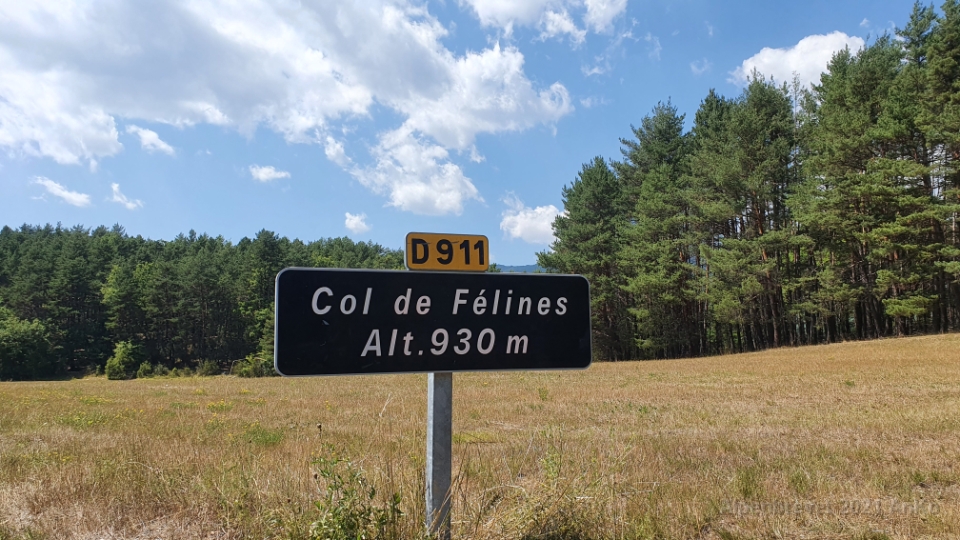 D911
Col de Félines
Alt.930 m